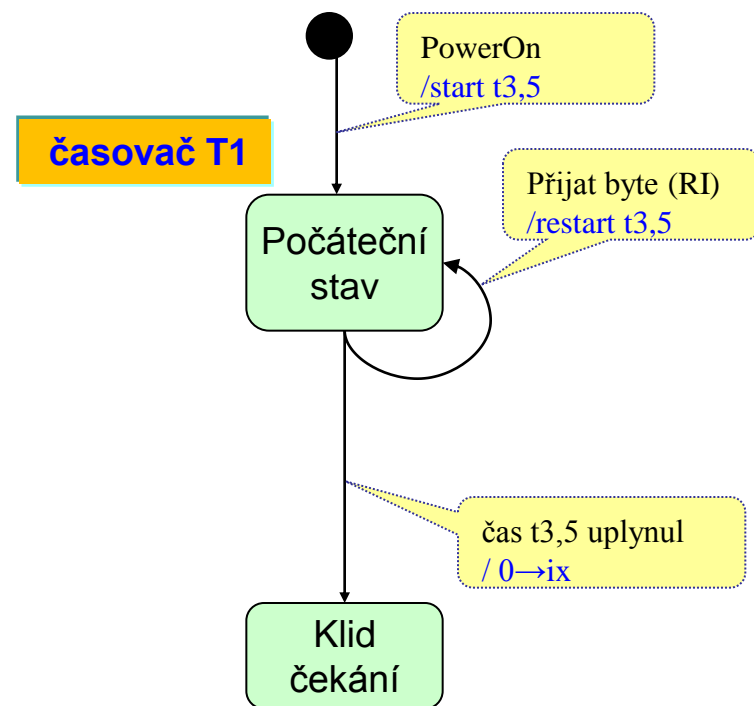 PowerOn
/start t3,5
časovač T1
Přijat byte (RI)
/restart t3,5
Počáteční
stav
čas t3,5 uplynul
/ 0→ix
Klid
čekání